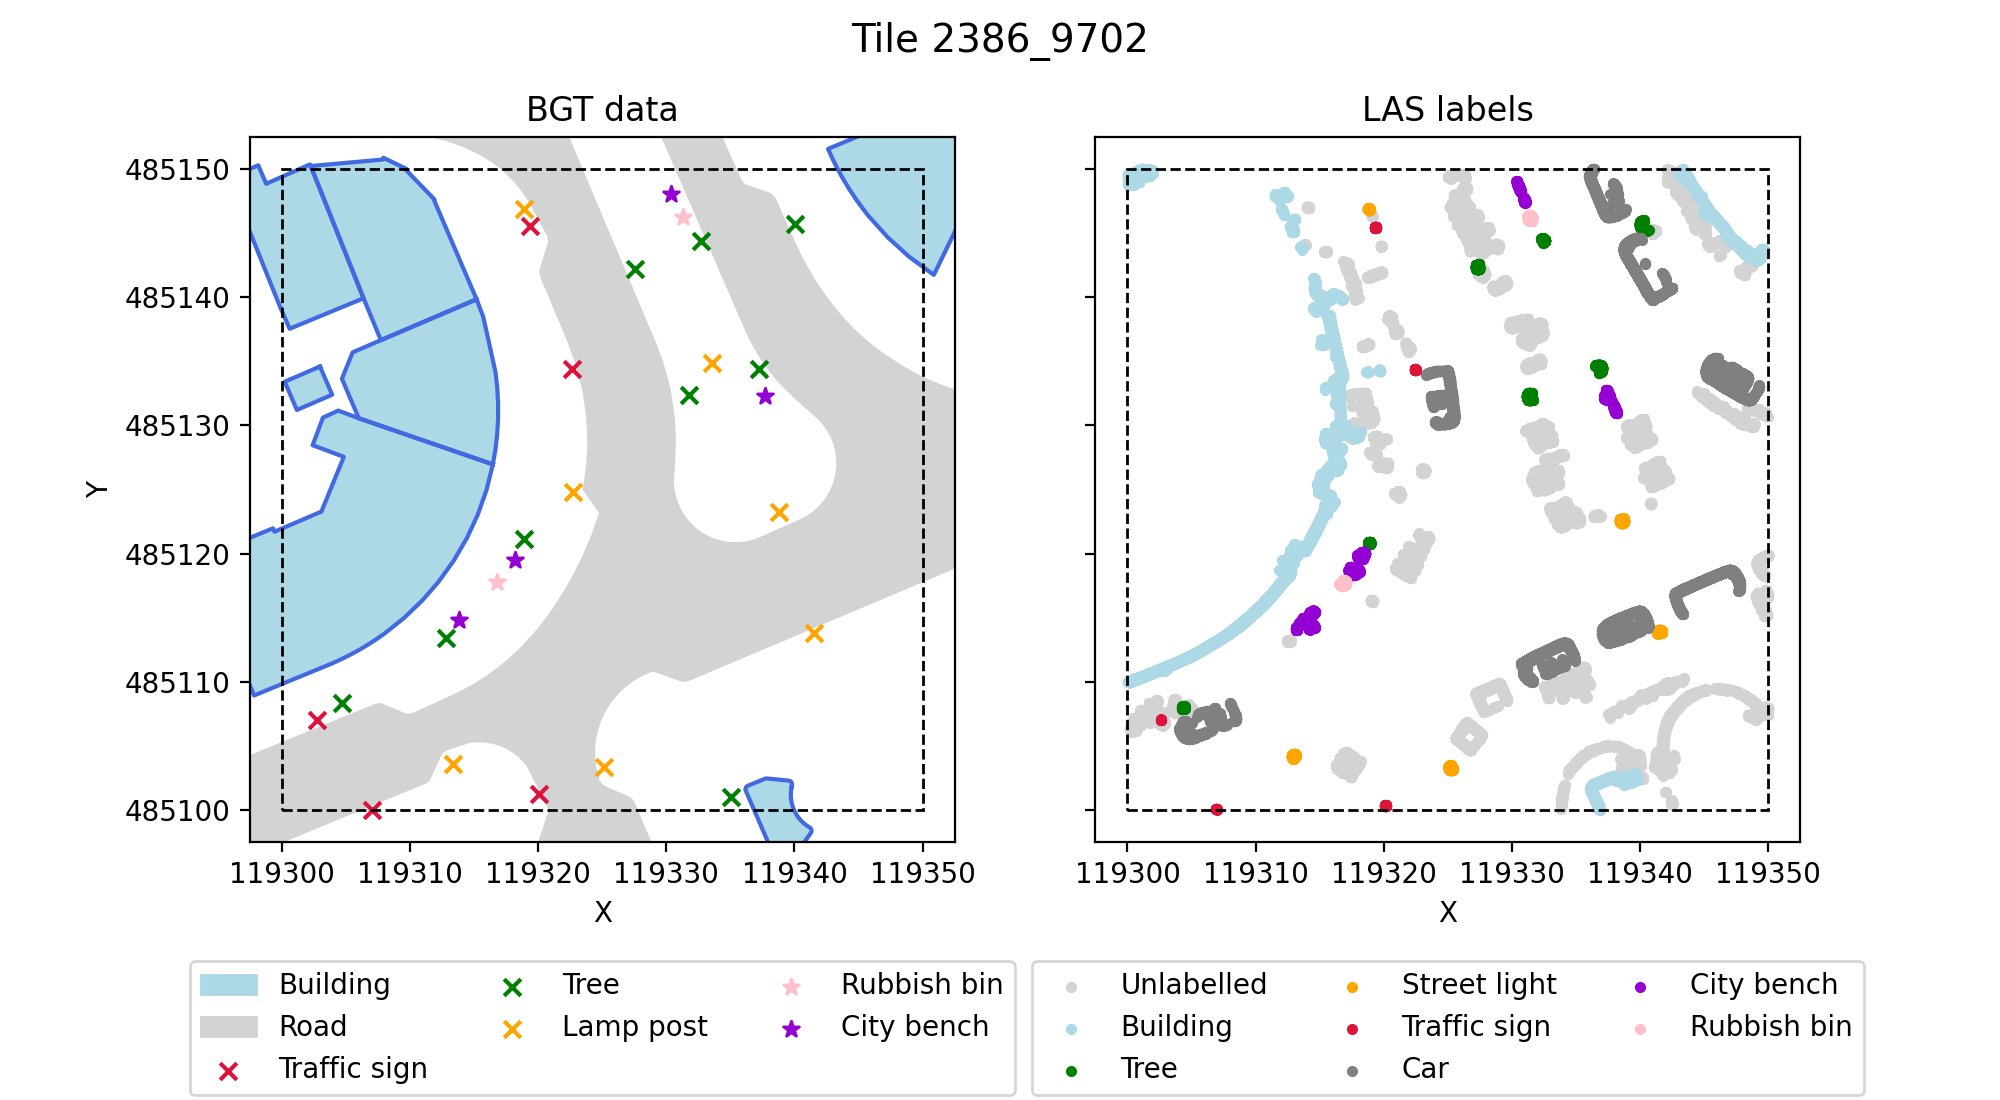 Tile 2386_9702
BGT data
LAS labels
485150
485140
485130
485120
485110
485100
Y
119300 119310 119320 119330 119340 119350
119300 119310 119320 119330 119340 119350
X
X
Building
Road
Traffic sign
Tree
Lamp post
Rubbish bin
City bench
Unlabelled
Building
Tree
Street light
Traffic sign
Car
City bench
Rubbish bin